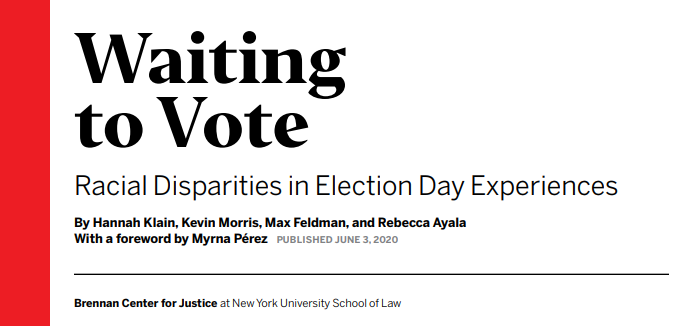 Waiting
to Vote
Racial Disparities in Election Day Experiences
By Hannah Klain, Kevin Morris, Max Feldman, and Rebecca Ayala
With a foreword by Myrna Pérez PUBLISHED JUNE 3, 2020
Brennan Center for Justice at New York University School of Law